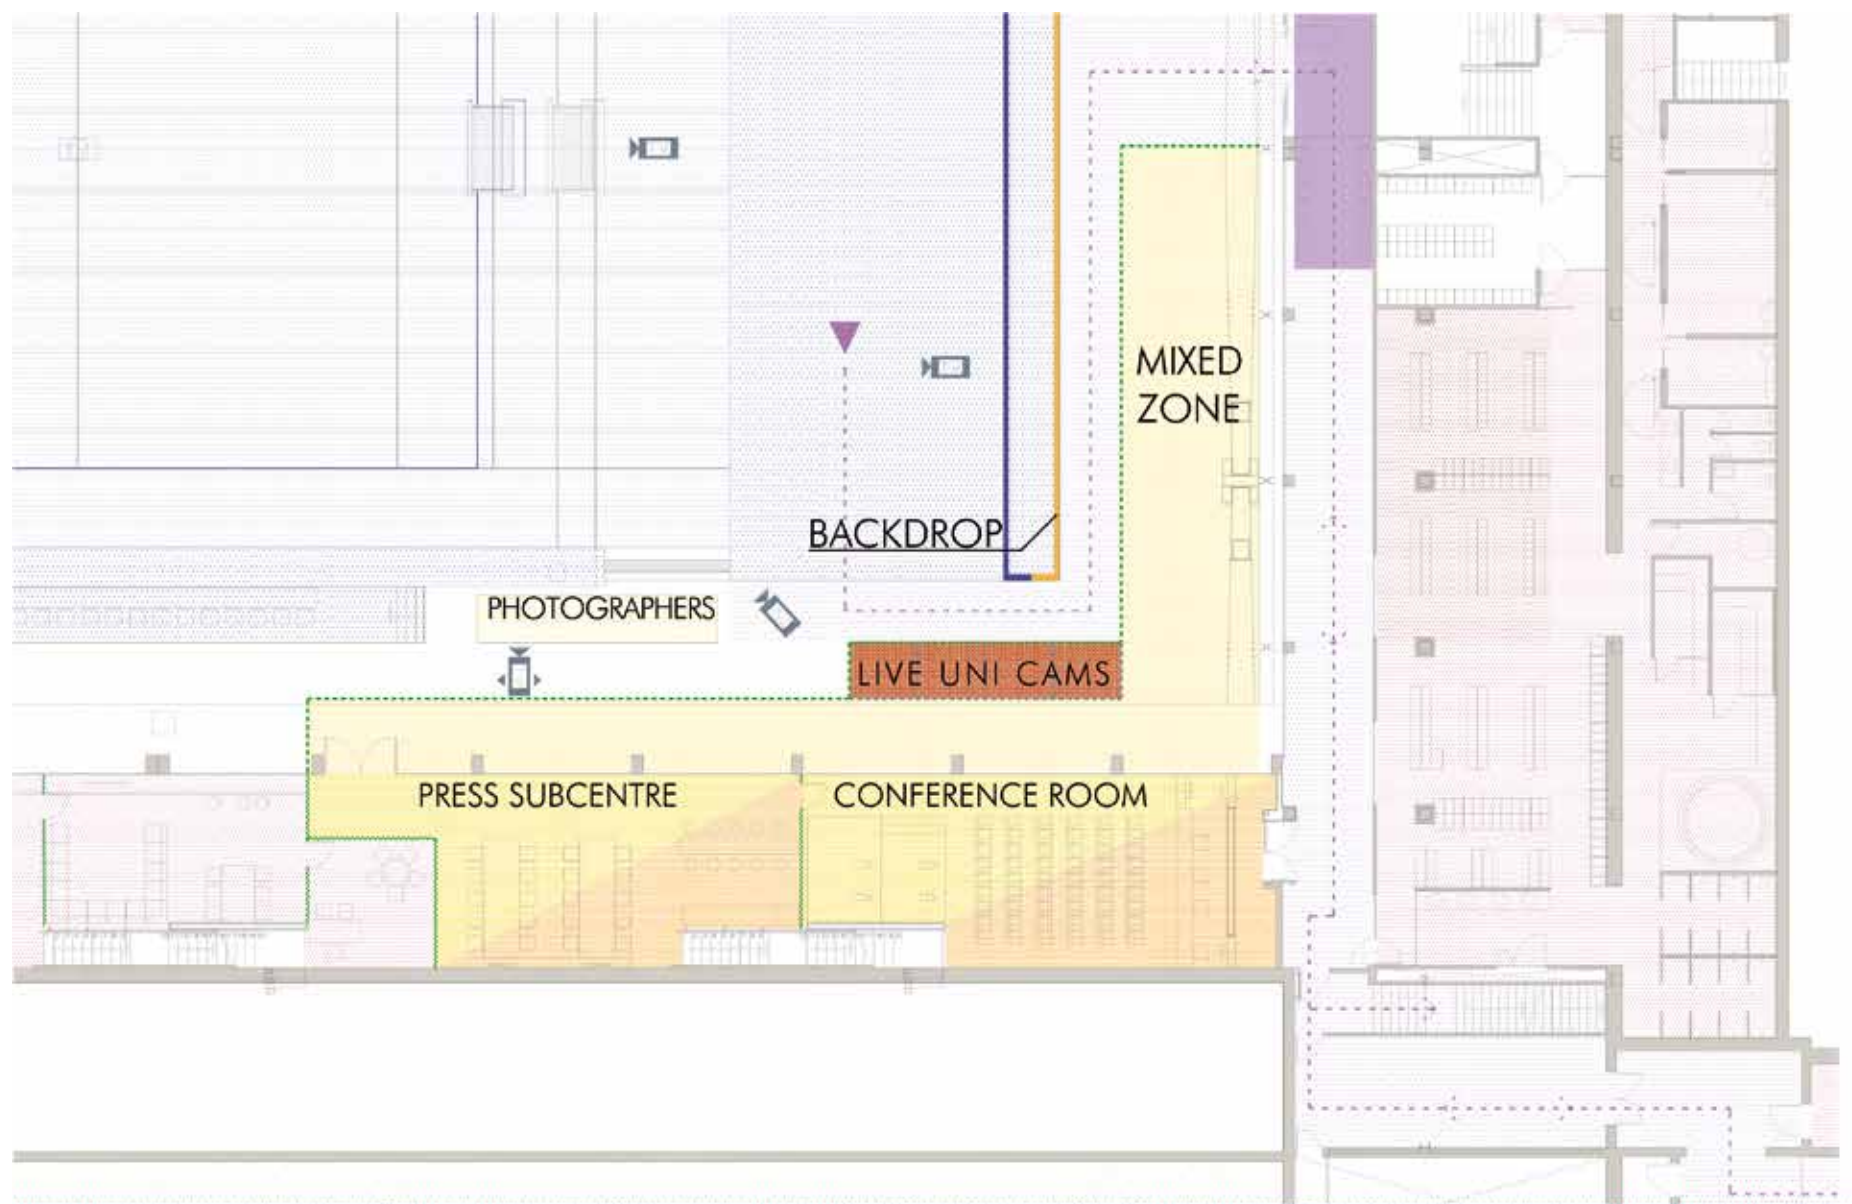 MIXED
ZONE
BACKDROP
PHOTOGRAPHERS
LIVE UNI CAMS
PRESS SUBCENTRE
CONFERENCE ROOM